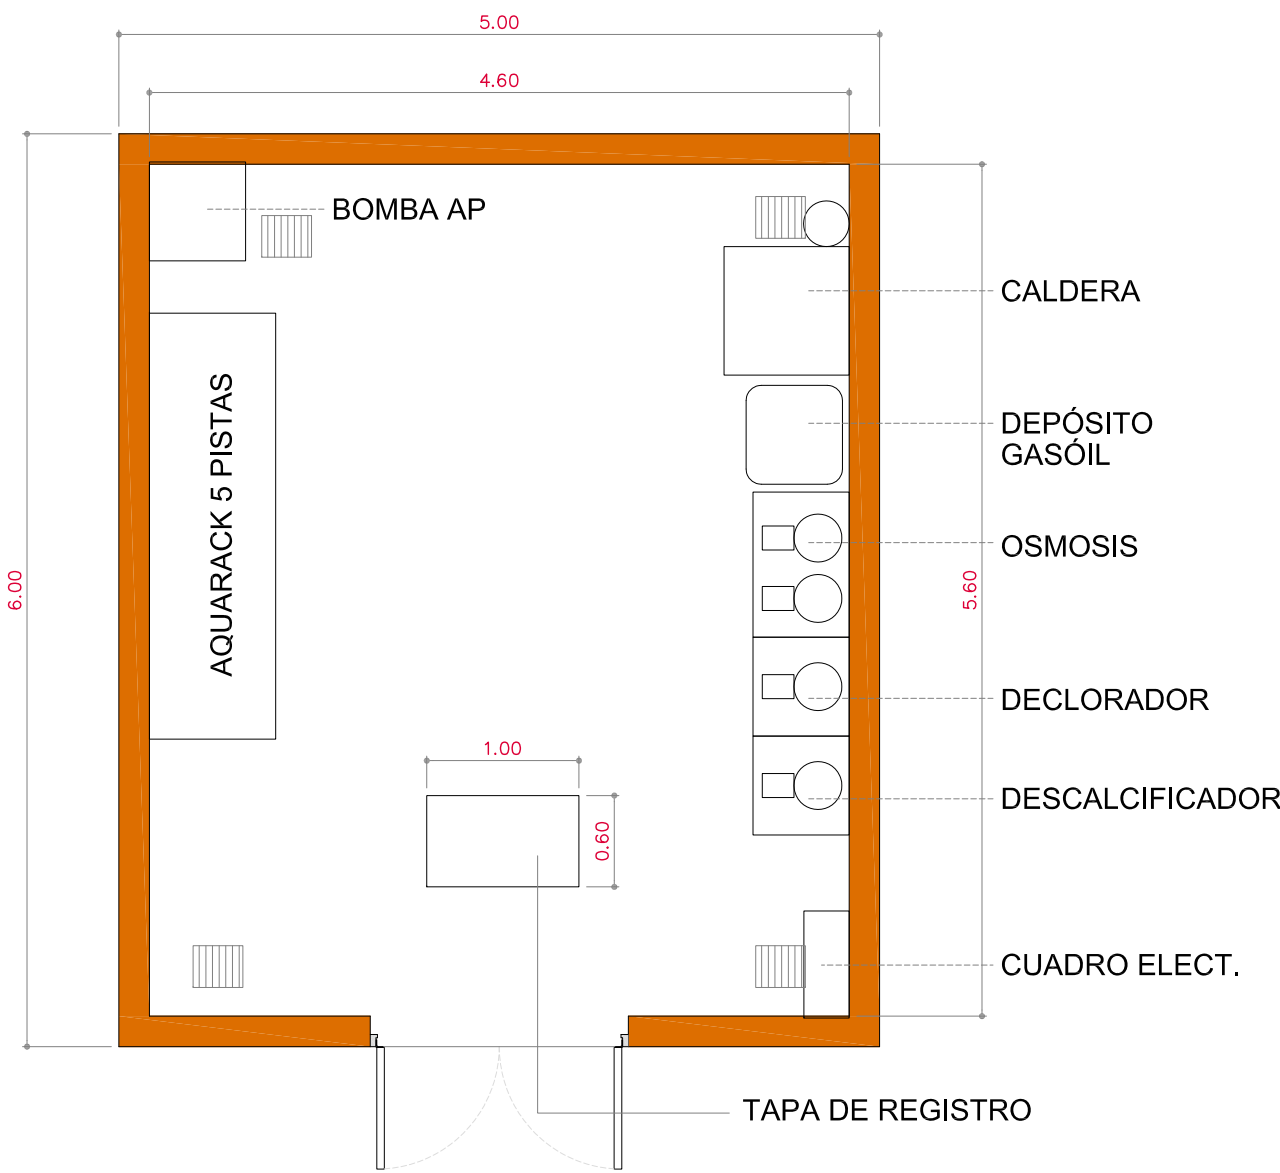 5.00
4.60
BOMBA AP
CALDERA
DEPÓSITO
GASÓIL
AQUARACK 5 PISTAS
OSMOSIS
6.00
5.60
DECLORADOR
1.00
DESCALCIFICADOR
0.60
CUADRO ELECT.
TAPA DE REGISTRO